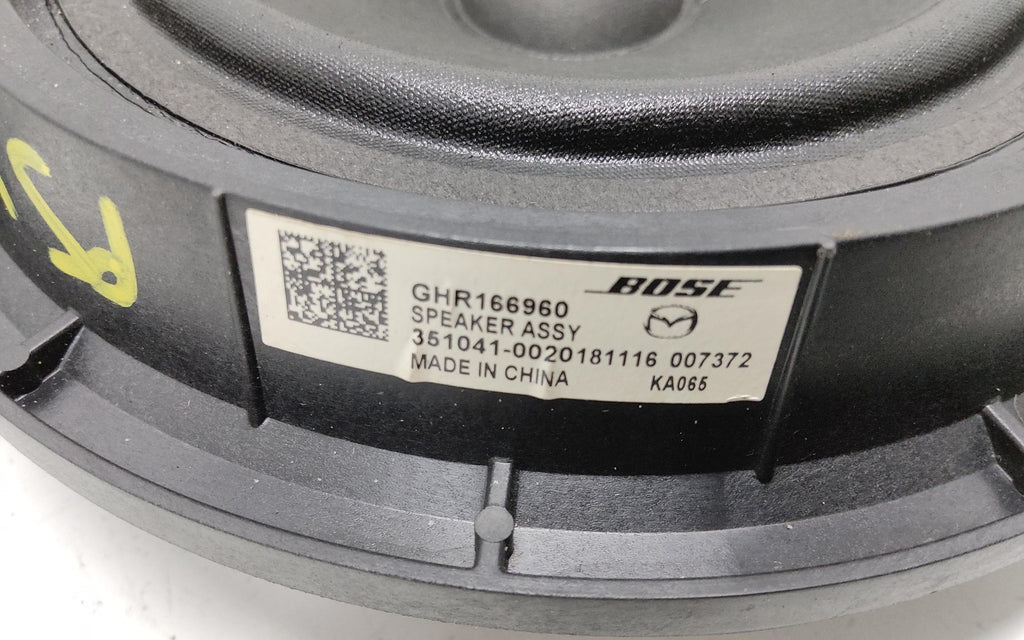 BOSE
GHR166960
SPEAKER ASSY
351041-0020181116 007372
MADE IN CHINA KA065